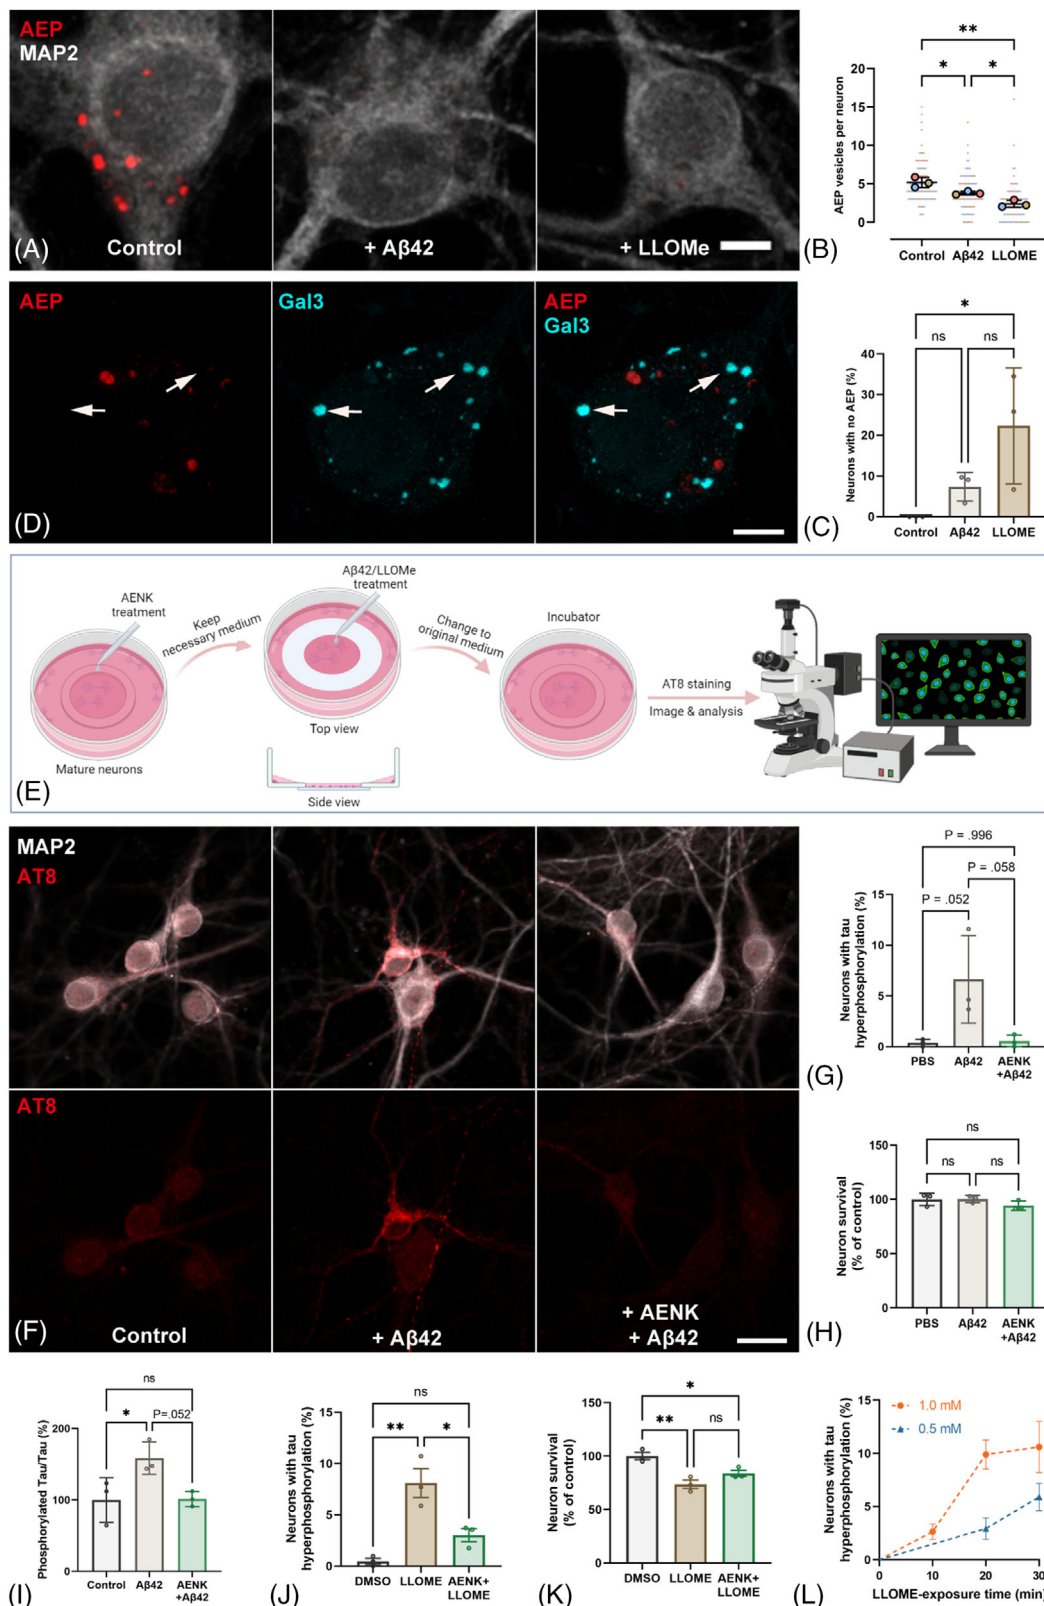 AEP
MAP2
Control
+ Aβ42
+ LLOMe
(A)
**
*
*
AEP vesicles per neuron
20
15
10
5
0
Control
Aβ42
LLOME
(B)
AEP
Gal3
AEP
Gal3
(D)
*
ns
ns
Neurons with no AEP (%)
40
30
20
10
0
Control
Aβ42
LLOME
(C)
AENK
treatment
Keep
necessary medium
Aβ42/LLOMe
treatment
Change to
original medium
Incubator
AT8 staining
Image & analysis
Mature neurons
Top view
Side view
(E)
MAP2
AT8
AT8
Control
+ Aβ42
+ AENK
+ Aβ42
(F)
P = .996
P = .058
P = .052
Neurons with tau
hyperphosphorylation (%)
15
10
5
0
PBS
Aβ42
AENK
+Aβ42
(G)
ns
ns
ns
Neuron survival
(% of control)
150
100
50
0
PBS
Aβ42
AENK
+Aβ42
(H)
ns
*
P=.052
Phosphorylated Tau/Tau (%)
200
100
0
Control
Aβ42
AENK
+Aβ42
(I)
ns
**
*
Neurons with tau
hyperphosphorylation (%)
15
10
5
0
DMSO
LLOME
AENK+
LLOME
(J)
*
**
ns
Neuron survival
(% of control)
150
100
50
0
DMSO
LLOME
AENK+
LLOME
(K)
1.0 mM
0.5 mM
Neurons with tau
hyperphosphorylation (%)
15
10
5
0
0
10
20
30
LLOME-exposure time (min)
(L)